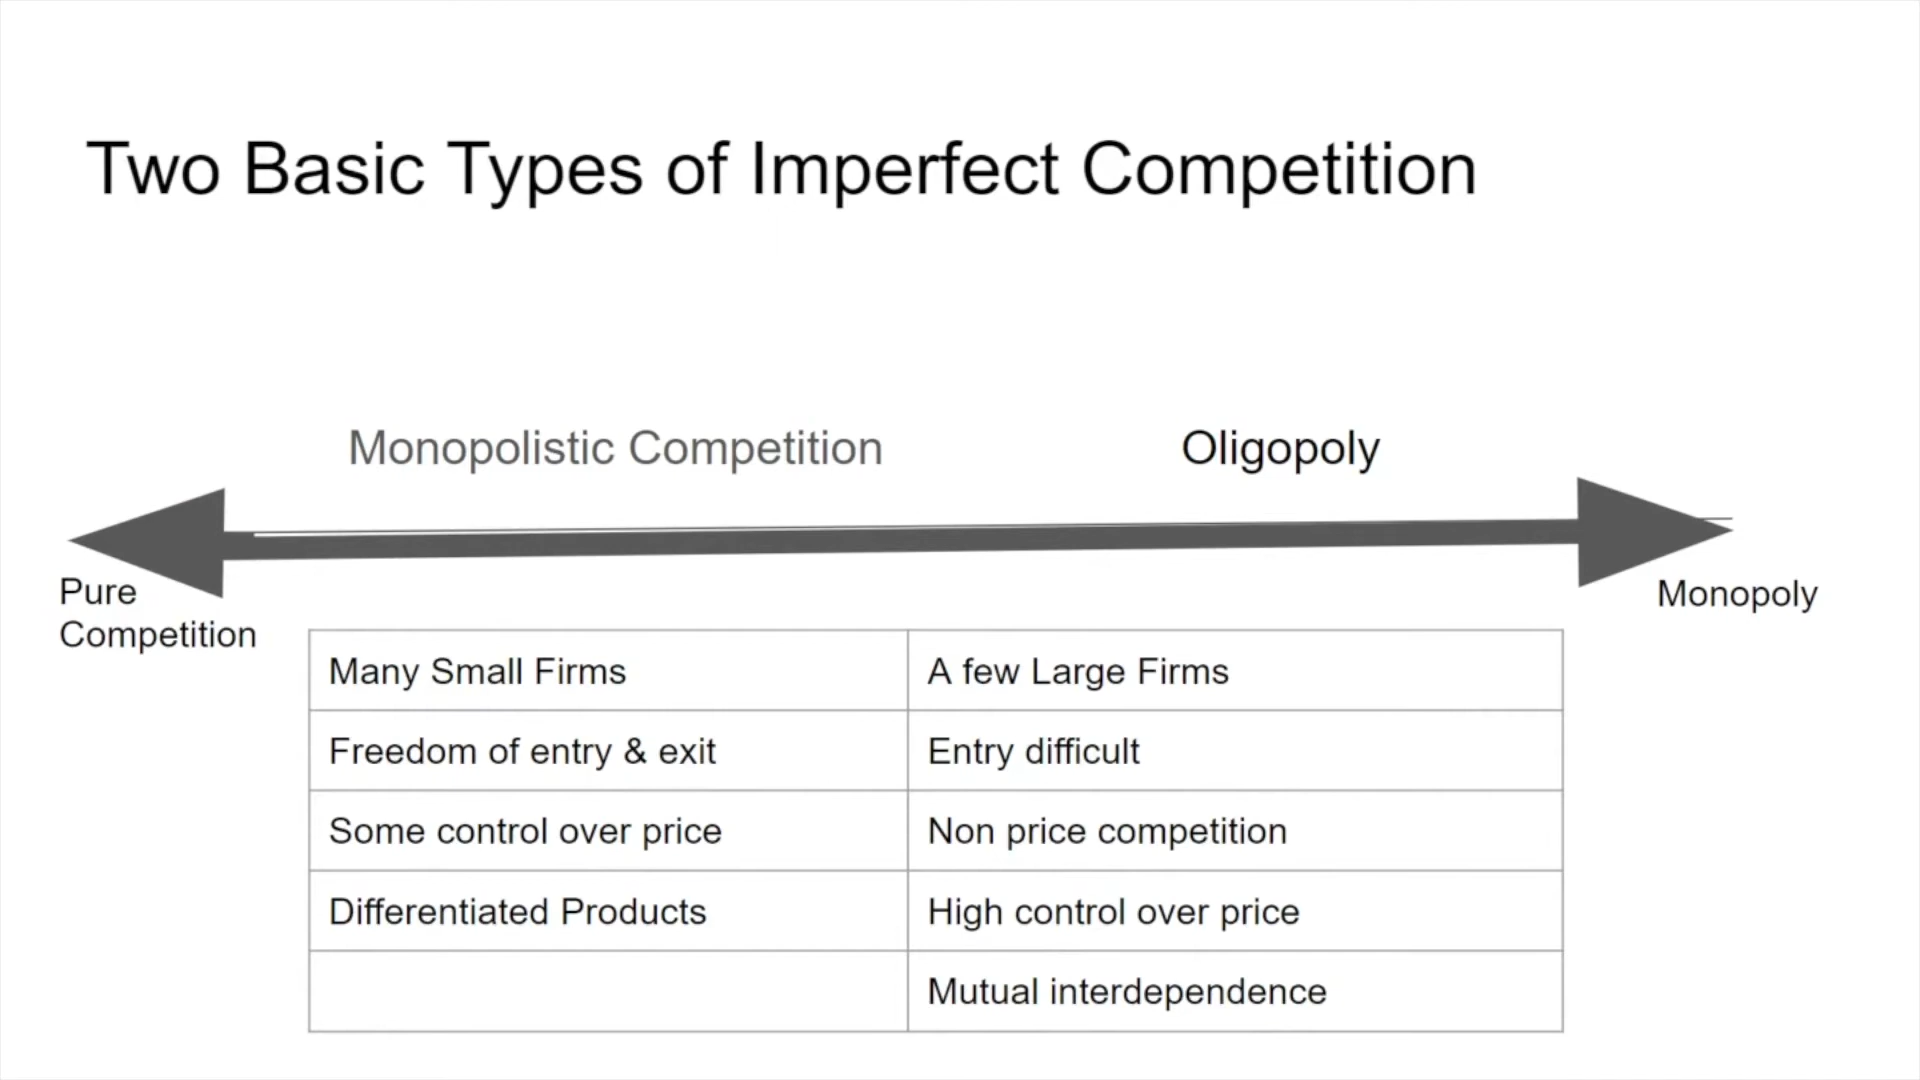 Two Basic Types of Imperfect Competition
Monopolistic Competition
Oligopoly
Pure
Competition
Monopoly
Many Small Firms
A few Large Firms
Freedom of entry & exit
Entry difficult
Some control over price
Non price competition
Differentiated Products
High control over price
Mutual interdependence